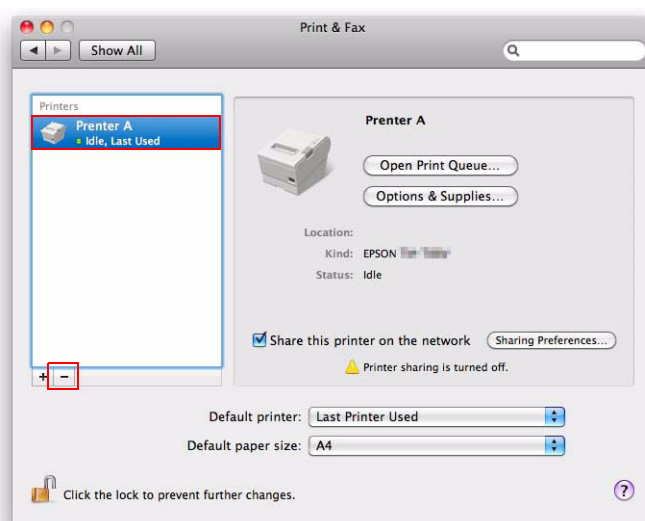 Print & Fax
Show All
Printers
Prenter A
Idle, Last Used
+ −
Prenter A
Open Print Queue...
Options & Supplies...
Location:
Kind: EPSON
Status: Idle
Share this printer on the network Sharing Preferences...
Printer sharing is turned off.
Default printer: Last Printer Used
Default paper size: A4
Click the lock to prevent further changes.
?